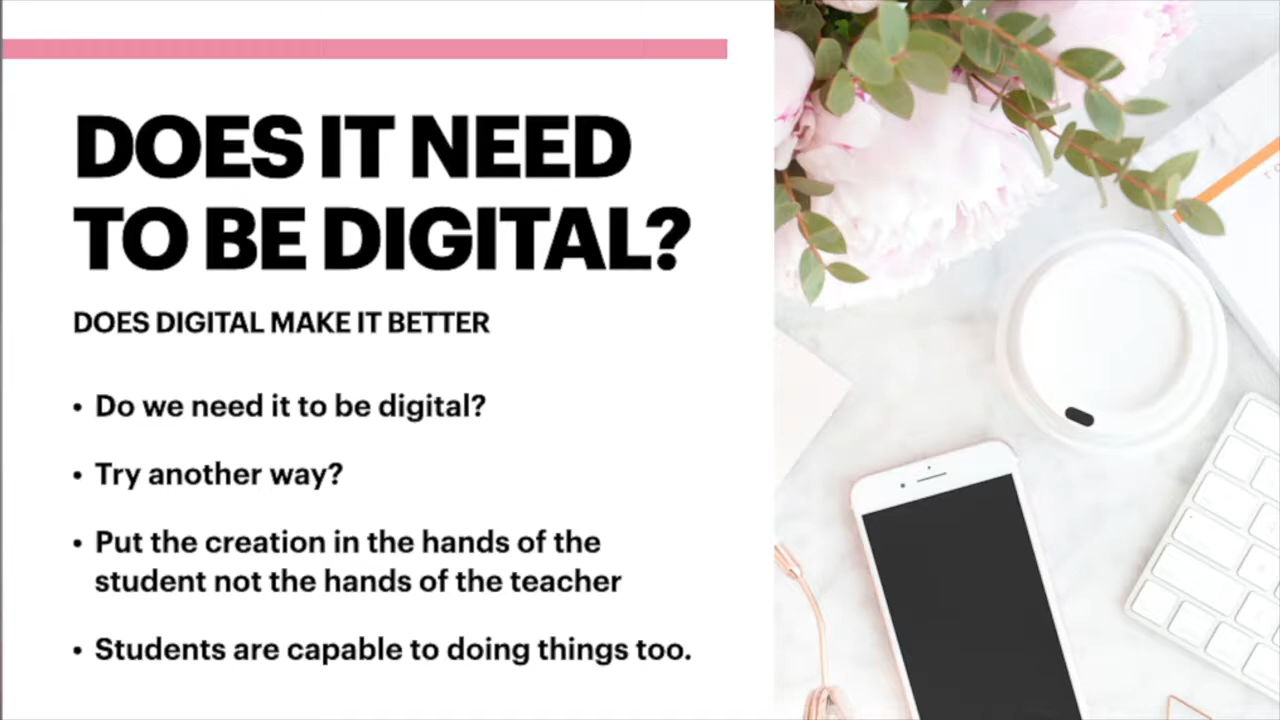 DOES IT NEED
TO BE DIGITAL?
DOES DIGITAL MAKE IT BETTER
• Do we need it to be digital?
• Try another way?
• Put the creation in the hands of the
student not the hands of the teacher
• Students are capable to doing things too.